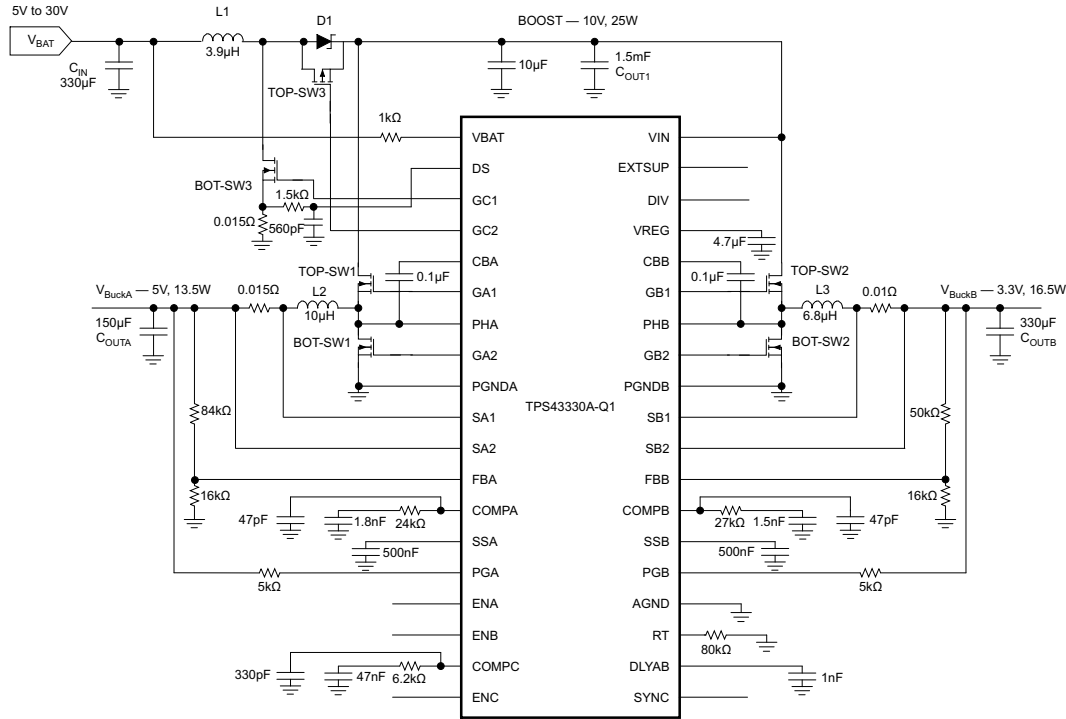 5V to 30V
VBAT
CIN
330µF
L1
3.9µH
D1
TOP-SW3
BOOST — 10V, 25W
10µF
1.5mF
COUT1
1kΩ
BOT-SW3
1.5kΩ
0.015Ω
560pF
VBAT
DS
GC1
GC2
CBA
GA1
PHA
GA2
PGNDA
SA1
SA2
FBA
COMPA
SSA
PGA
ENA
ENB
COMPC
ENC
VIN
EXTSUP
DIV
VREG
CBB
GB1
PHB
GB2
PGNDB
SB1
SB2
FBB
COMPB
SSB
PGB
AGND
RT
DLYAB
SYNC
TPS43330A-Q1
TOP-SW1
0.1µF
VBuckA — 5V, 13.5W
0.015Ω
L2
10µH
150µF
COUTA
BOT-SW1
84kΩ
16kΩ
47pF
1.8nF
24kΩ
500nF
5kΩ
330pF
47nF
6.2kΩ
4.7µF
0.1µF
TOP-SW2
L3
6.8µH
0.01Ω
VBuckB — 3.3V, 16.5W
330µF
COUTB
BOT-SW2
50kΩ
16kΩ
27kΩ
1.5nF
47pF
500nF
5kΩ
80kΩ
1nF